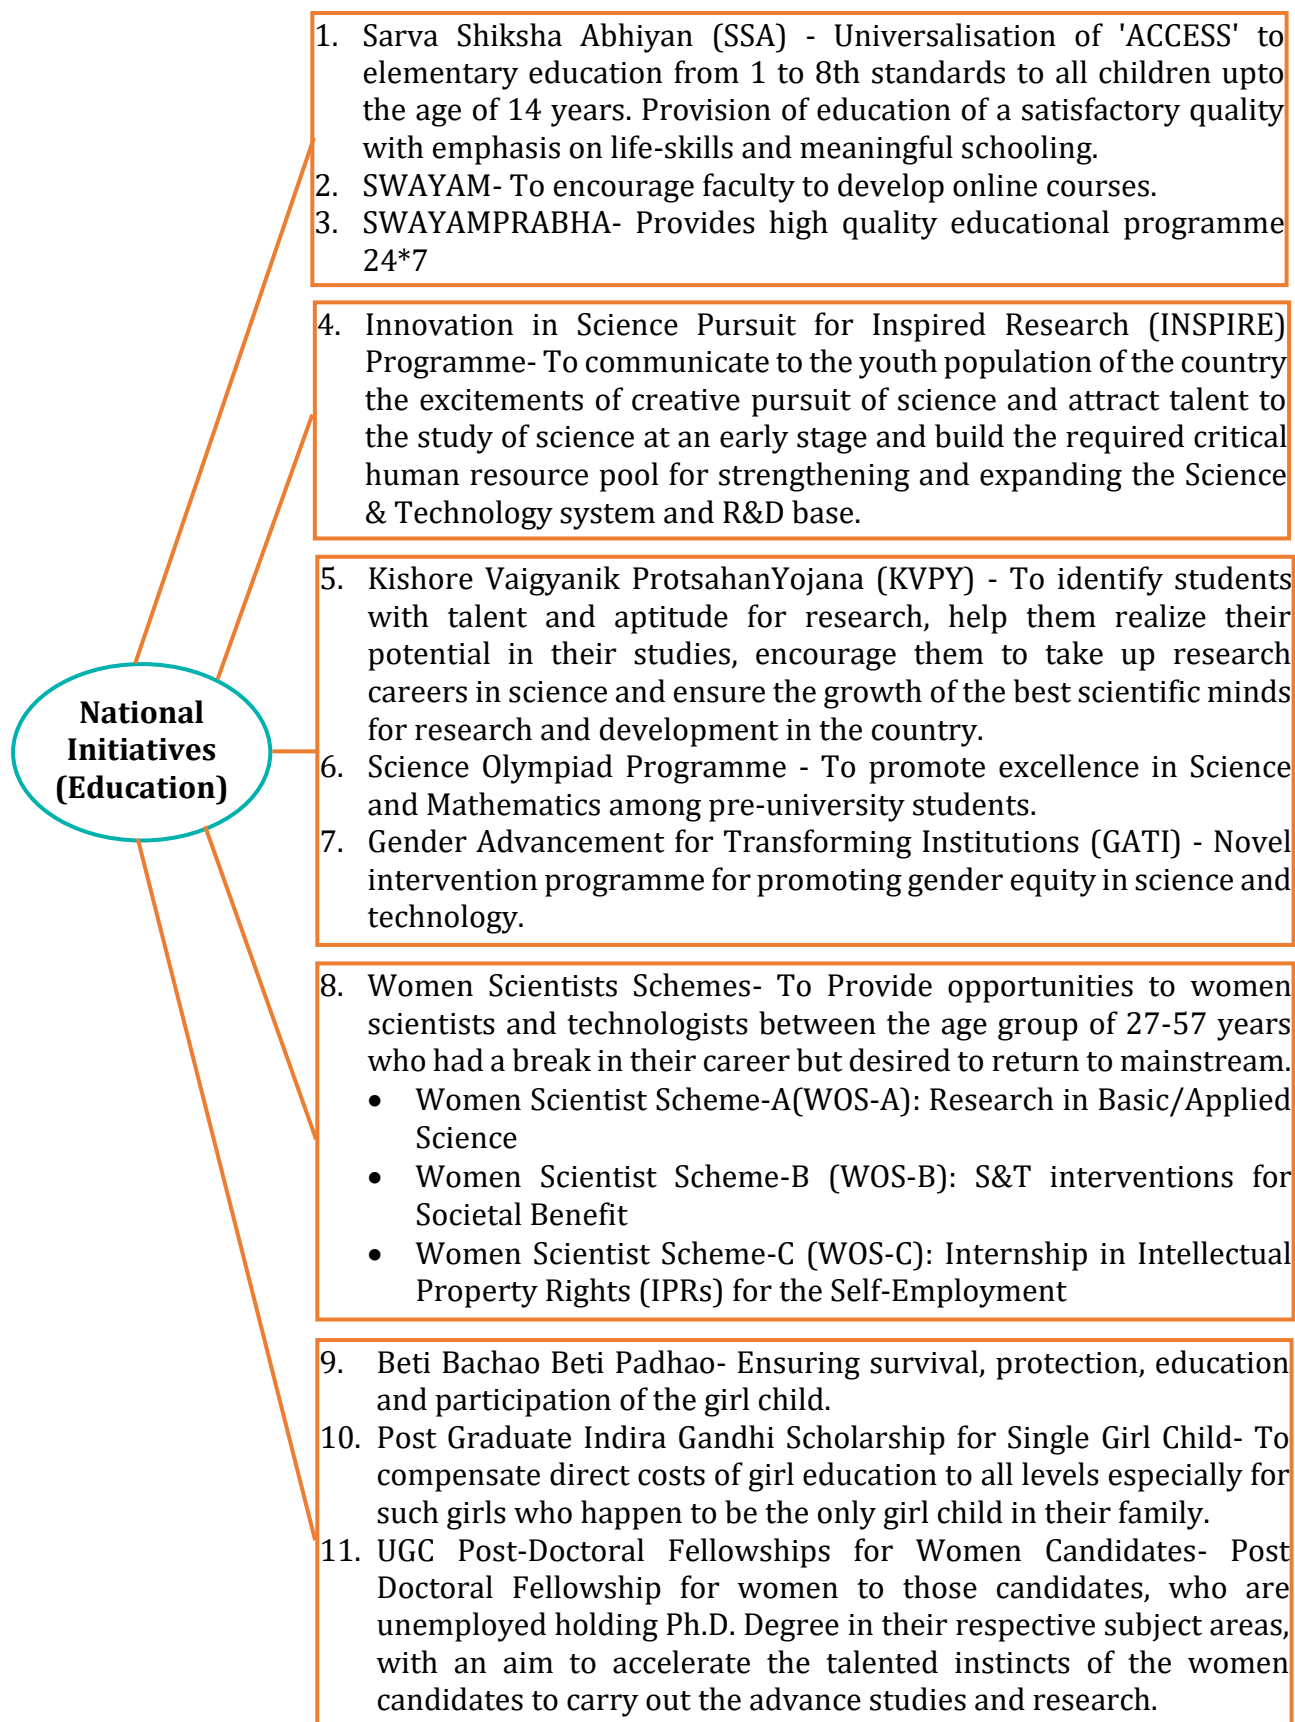 1. Sarva Shiksha Abhiyan (SSA) - Universalisation of 'ACCESS' to
elementary education from 1 to 8th standards to all children upto
the age of 14 years. Provision of education of a satisfactory quality
with emphasis on life-skills and meaningful schooling.
2. SWAYAM- To encourage faculty to develop online courses.
3. SWAYAMPRABHA- Provides high quality educational programme
24*7
4. Innovation in Science Pursuit for Inspired Research (INSPIRE)
Programme- To communicate to the youth population of the country
the excitements of creative pursuit of science and attract talent to
the study of science at an early stage and build the required critical
human resource pool for strengthening and expanding the Science
& Technology system and R&D base.
National
Initiatives
(Education)
5. Kishore Vaigyanik ProtsahanYojana (KVPY) - To identify students
with talent and aptitude for research, help them realize their
potential in their studies, encourage them to take up research
careers in science and ensure the growth of the best scientific minds
for research and development in the country.
6. Science Olympiad Programme - To promote excellence in Science
and Mathematics among pre-university students.
7. Gender Advancement for Transforming Institutions (GATI) - Novel
intervention programme for promoting gender equity in science and
technology.
8. Women Scientists Schemes- To Provide opportunities to women
scientists and technologists between the age group of 27-57 years
who had a break in their career but desired to return to mainstream.
• Women Scientist Scheme-A(WOS-A): Research in Basic/Applied
Science
• Women Scientist Scheme-B (WOS-B): S&T interventions for
Societal Benefit
• Women Scientist Scheme-C (WOS-C): Internship in Intellectual
Property Rights (IPRs) for the Self-Employment
9. Beti Bachao Beti Padhao- Ensuring survival, protection, education
and participation of the girl child.
10. Post Graduate Indira Gandhi Scholarship for Single Girl Child- To
compensate direct costs of girl education to all levels especially for
such girls who happen to be the only girl child in their family.
11. UGC Post-Doctoral Fellowships for Women Candidates- Post
Doctoral Fellowship for women to those candidates, who are
unemployed holding Ph.D. Degree in their respective subject areas,
with an aim to accelerate the talented instincts of the women
candidates to carry out the advance studies and research.